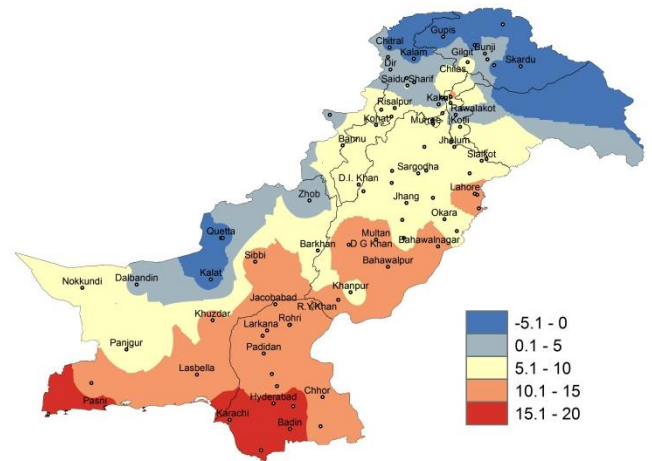 Gupis
Chitral
Bunji
Kalam
Gilgit
Skardu
Dir
Chilas
Saidu Sharif
Kakul
Risalpur
Rawalakot
Kohat
Murree
Kotli
Bannu
Jhelum
Sialkot
Sargodha
D.I. Khan
Zhob
Lahore
Jhang
Okara
Quetta
Multan
D G Khan
Bahawalnagar
Barkhan
Sibbi
Bahawalpur
Kalat
Nokkundi
Dalbandin
Khanpur
Jacobabad
R.Y.Khan
Khuzdar
Larkana
Rohri
Panjgur
Padidan
Lasbella
Pasni
Hyderabad
Chhor
Karachi
Badin
-5.1 - 0
0.1 - 5
5.1 - 10
10.1 - 15
15.1 - 20